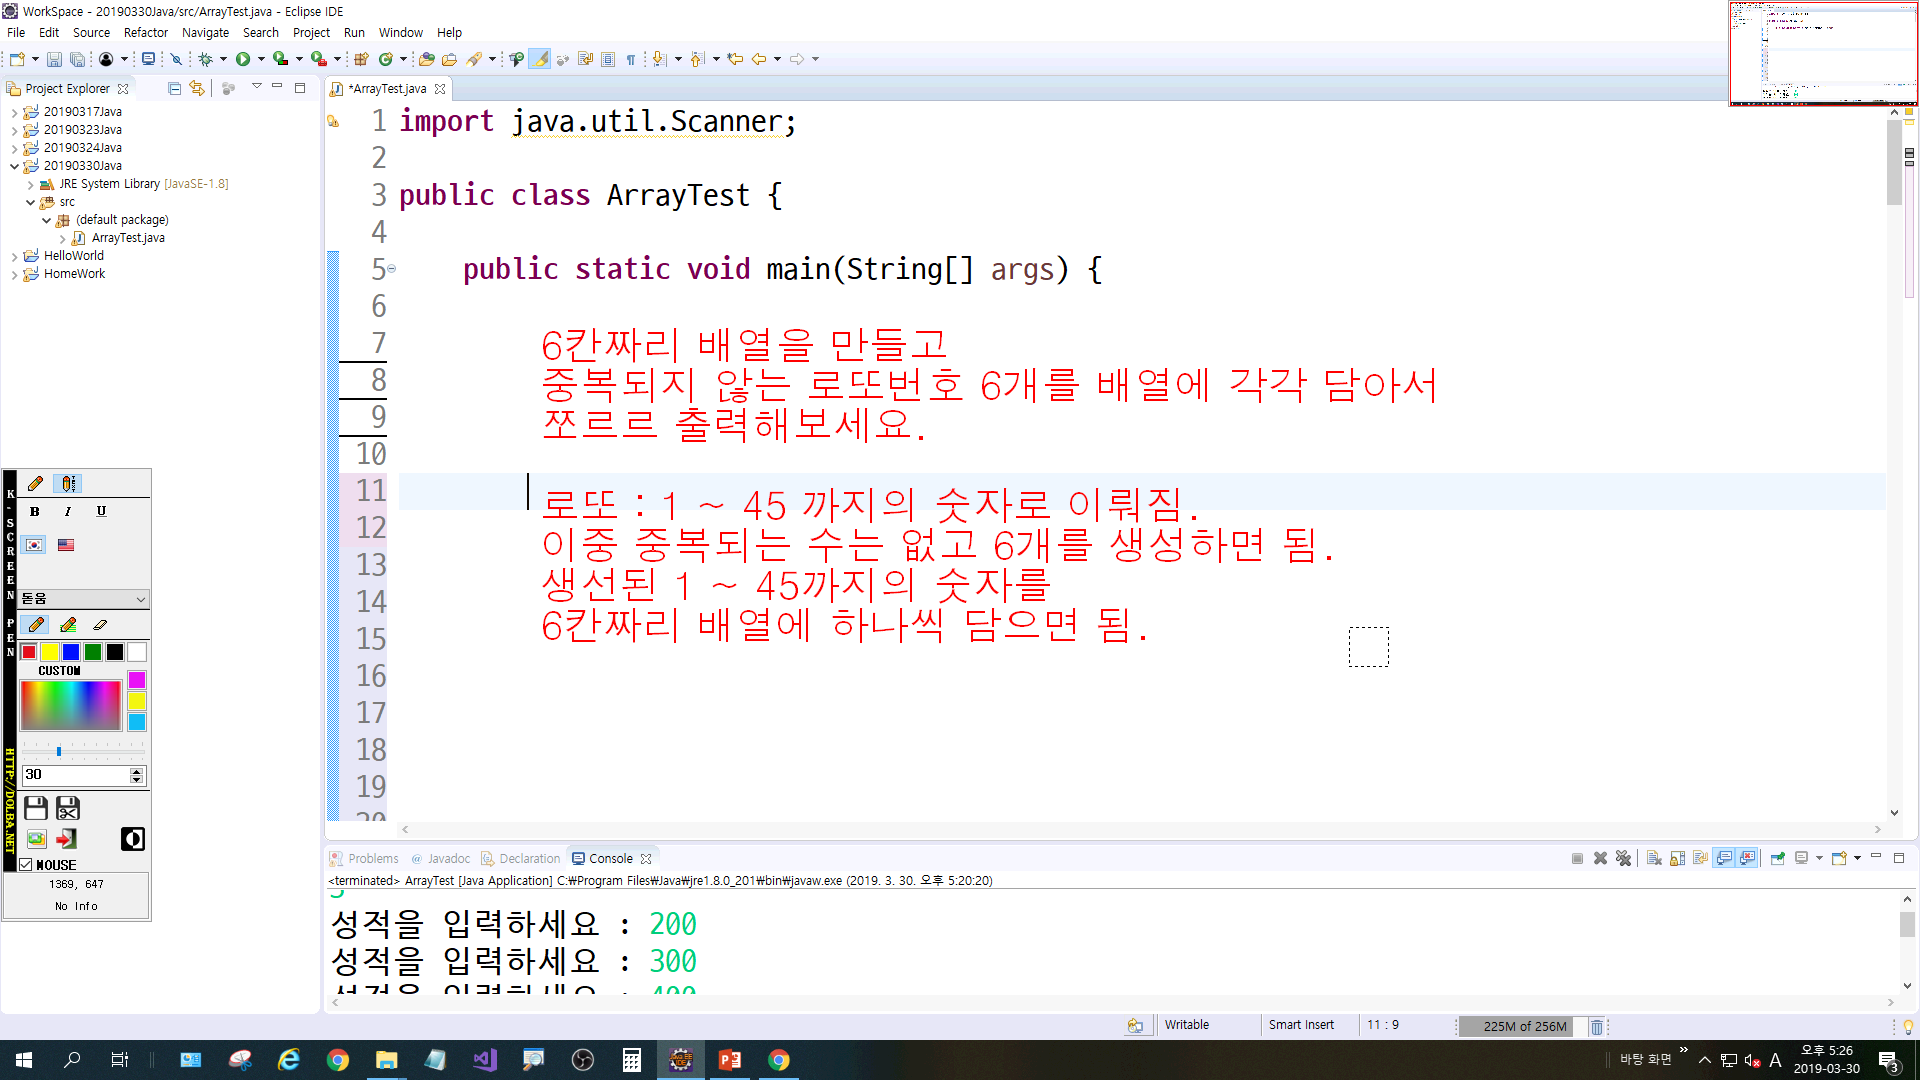 WorkSpace - 20190330Java/src/ArrayTest.java - Eclipse IDE
File Edit Source Refactor Navigate Search Project Run Window Help
Project Explorer
20190317Java
20190323Java
20190324Java
20190330Java
JRE System Library [JavaSE-1.8]
src
(default package)
ArrayTest.java
HelloWorld
HomeWork
*ArrayTest.java
1 import java.util.Scanner;
2
3 public class ArrayTest {
4
5 public static void main(String[] args) {
6
7 6칸짜리 배열을 만들고
8 중복되지 않는 로또번호 6개를 배열에 각각 담아서
9 쪼르르 출력해보세요.
10
11 로또 : 1 ~ 45 까지의 숫자로 이뤄짐.
12 이중 중복되는 수는 없고 6개를 생성하면 됨.
13 생선된 1 ~ 45까지의 숫자를
14 6칸짜리 배열에 하나씩 담으면 됨.
15
16
17
18
19
20
K-SCREEN PEN
HTTP://DOLBA.NET
B I U
돋움
CUSTOM
30
MOUSE
1369, 647
No Info
Problems @ Javadoc Declaration Console
<terminated> ArrayTest [Java Application] C:₩Program Files₩Java₩jre1.8.0_201₩bin₩javaw.exe (2019. 3. 30. 오후 5:20:20)
성적을 입력하세요 : 200
성적을 입력하세요 : 300
성적을 입력하세요 : 400
Writable Smart Insert 11 : 9 225M of 256M
바탕 화면 A 오후 5:26
2019-03-30
3